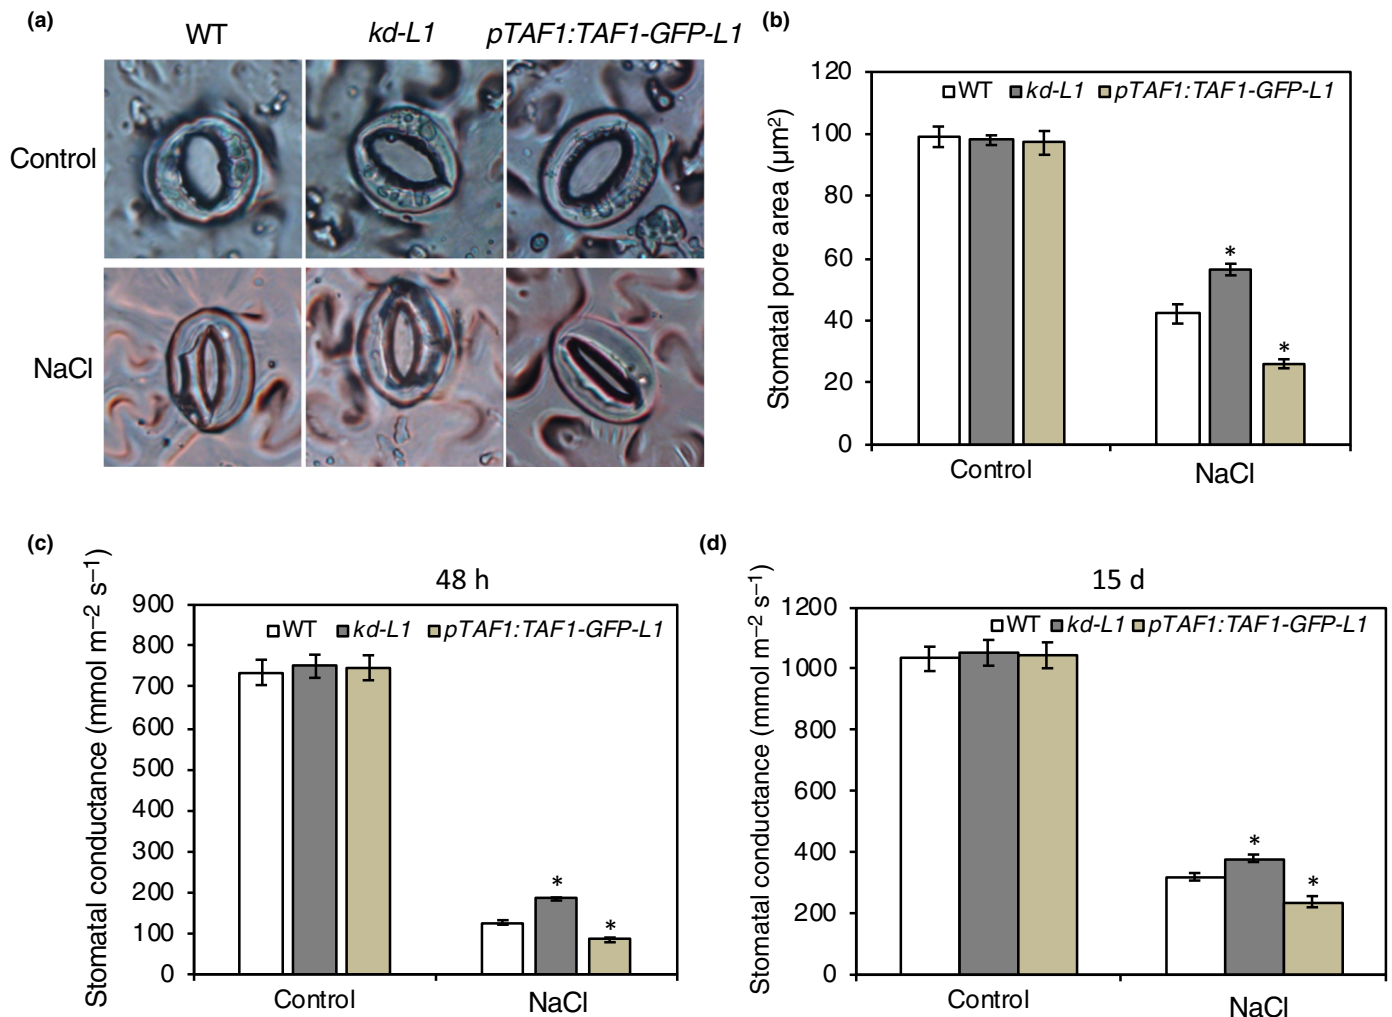 (a)
WT kd-L1 pTAF1:TAF1-GFP-L1
Control
NaCl
(b)
Stomatal pore area (µm²)
120
100
80
60
40
20
0
WT kd-L1 pTAF1:TAF1-GFP-L1
*
*
Control NaCl
(c)
48 h
Stomatal conductance (mmol m⁻² s⁻¹)
900
800
700
600
500
400
300
200
100
0
WT kd-L1 pTAF1:TAF1-GFP-L1
*
*
Control NaCl
(d)
15 d
Stomatal conductance (mmol m⁻² s⁻¹)
1200
1000
800
600
400
200
0
WT kd-L1 pTAF1:TAF1-GFP-L1
*
*
Control NaCl